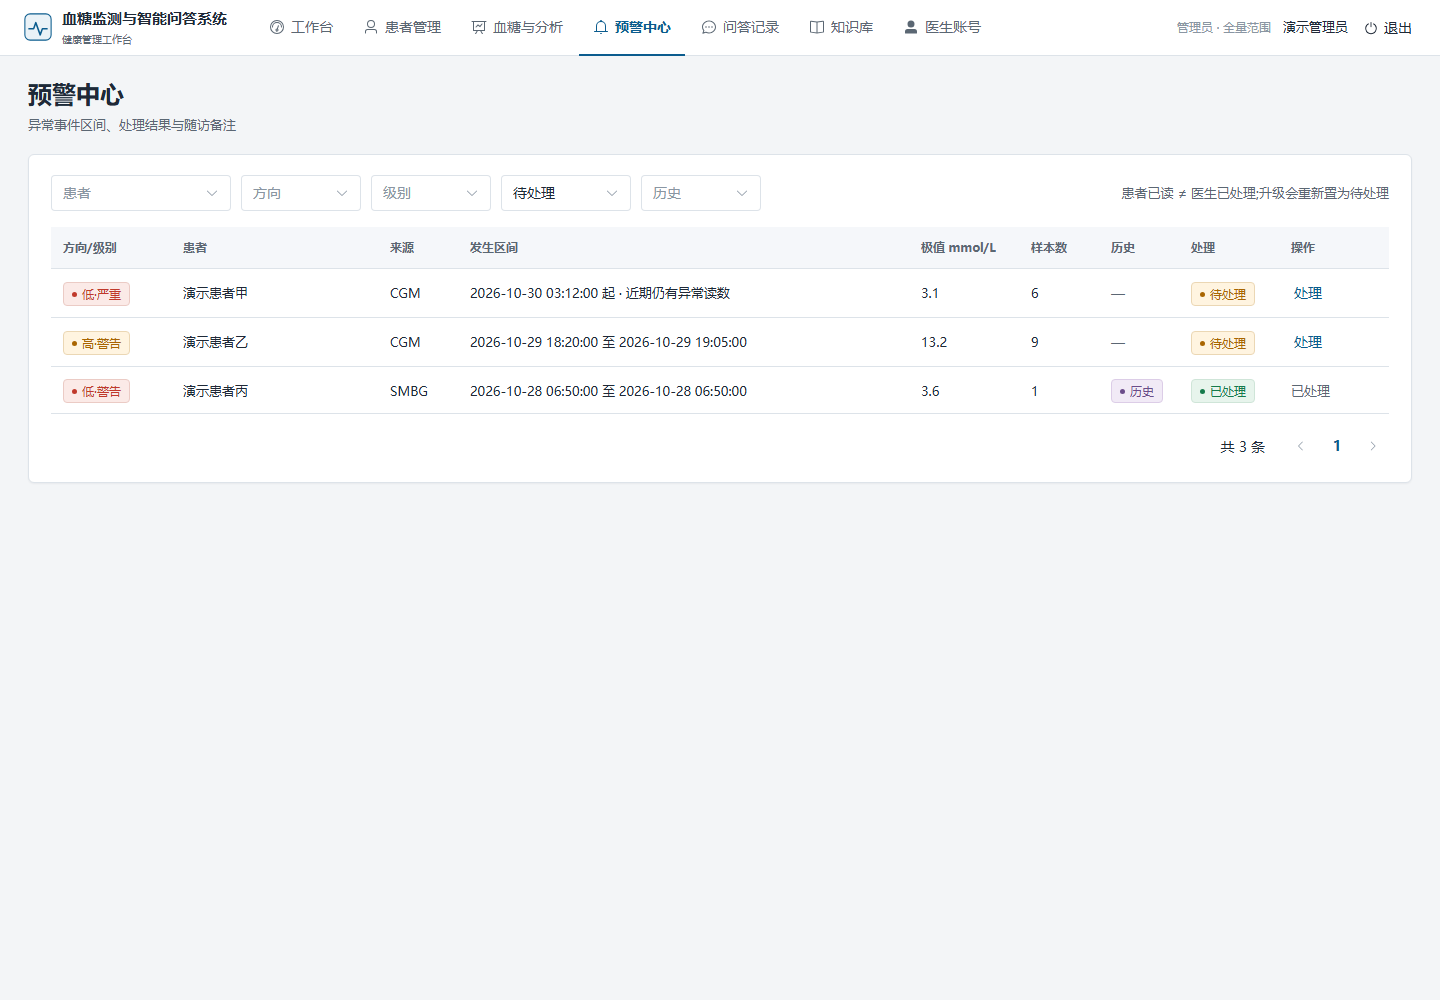 血糖监测与智能问答系统
健康管理工作台
工作台 患者管理 血糖与分析 预警中心 问答记录 知识库 医生账号
管理员 · 全量范围 演示管理员 退出
预警中心
异常事件区间、处理结果与随访备注
患者 方向 级别 待处理 历史
患者已读 ≠ 医生已处理;升级会重新置为待处理
方向/级别 患者 来源 发生区间 极值 mmol/L 样本数 历史 处理 操作
低·严重 演示患者甲 CGM 2026-10-30 03:12:00 起 · 近期仍有异常读数 3.1 6 — 待处理 处理
高·警告 演示患者乙 CGM 2026-10-29 18:20:00 至 2026-10-29 19:05:00 13.2 9 — 待处理 处理
低·警告 演示患者丙 SMBG 2026-10-28 06:50:00 至 2026-10-28 06:50:00 3.6 1 历史 已处理 已处理
共 3 条 1